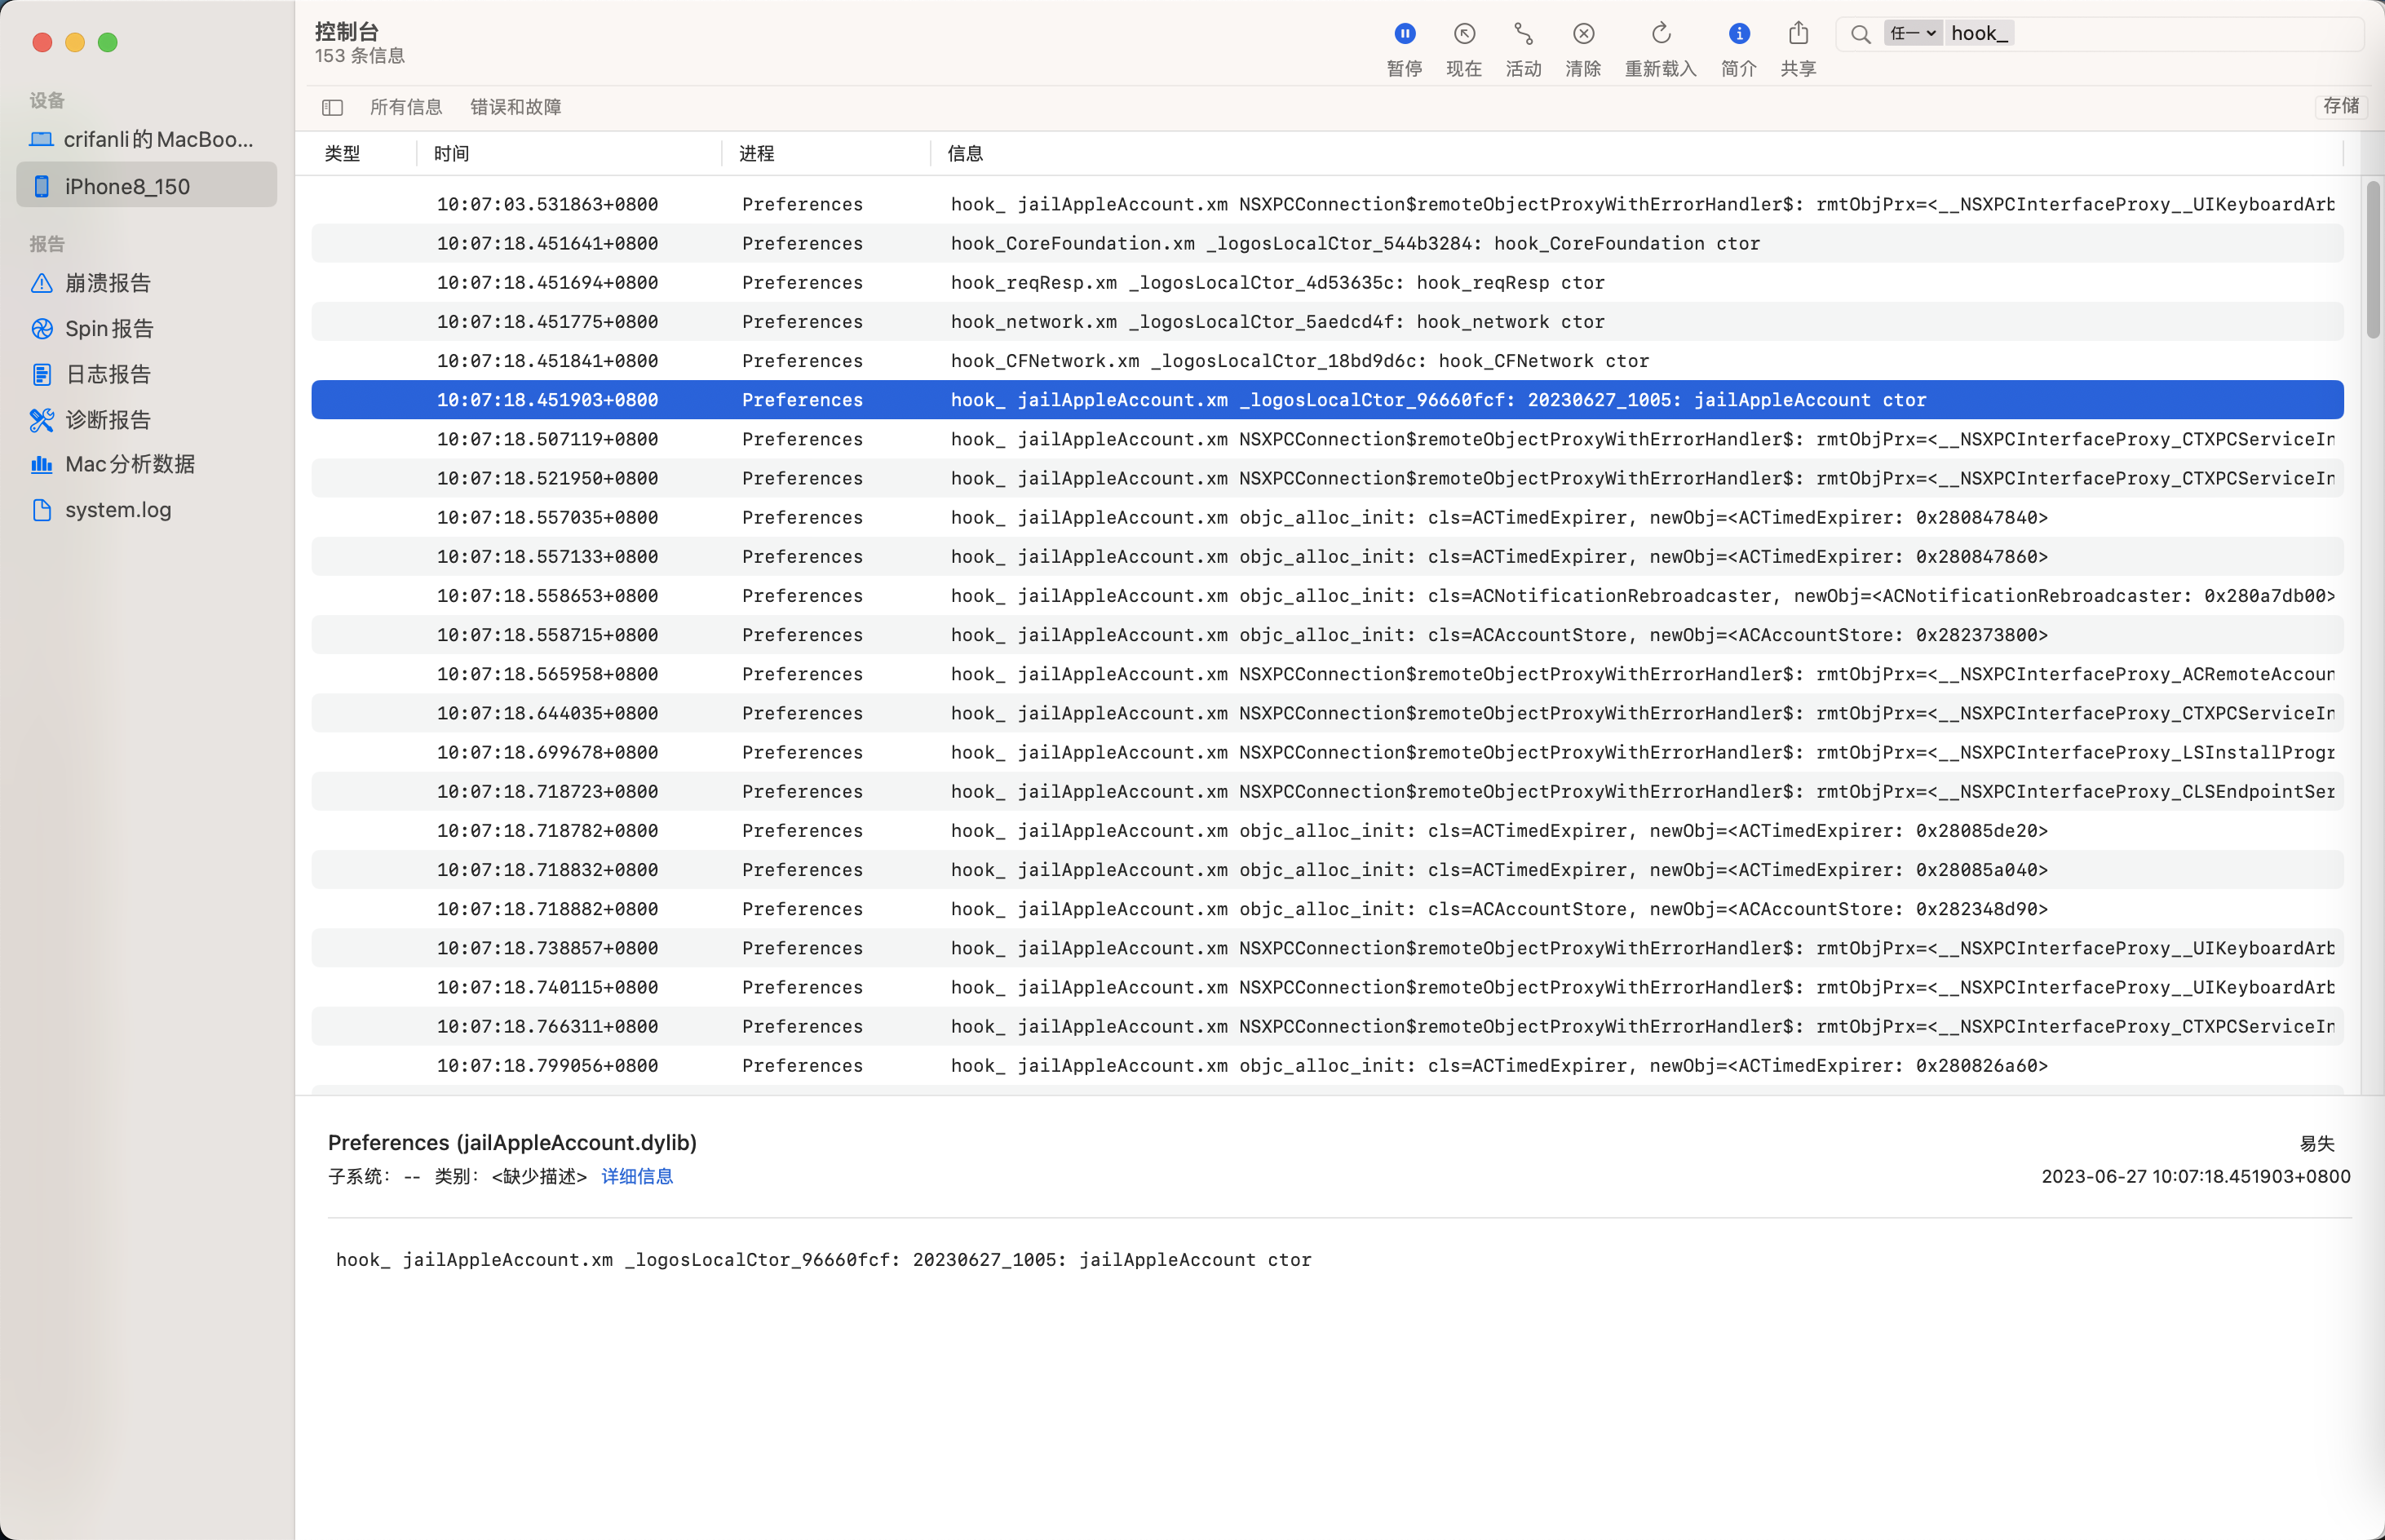 控制台
153 条信息
暂停
现在
活动
清除
重新载入
简介
共享
任一 hook_
所有信息 错误和故障 存储
设备
crifanli的MacBoo...
iPhone8_150
报告
崩溃报告
Spin报告
日志报告
诊断报告
Mac分析数据
system.log
类型 时间 进程 信息
10:07:03.531863+0800 Preferences hook_ jailAppleAccount.xm NSXPCConnection$remoteObjectProxyWithErrorHandler$: rmtObjPrx=<__NSXPCInterfaceProxy__UIKeyboardArb
10:07:18.451641+0800 Preferences hook_CoreFoundation.xm _logosLocalCtor_544b3284: hook_CoreFoundation ctor
10:07:18.451694+0800 Preferences hook_reqResp.xm _logosLocalCtor_4d53635c: hook_reqResp ctor
10:07:18.451775+0800 Preferences hook_network.xm _logosLocalCtor_5aedcd4f: hook_network ctor
10:07:18.451841+0800 Preferences hook_CFNetwork.xm _logosLocalCtor_18bd9d6c: hook_CFNetwork ctor
10:07:18.451903+0800 Preferences hook_ jailAppleAccount.xm _logosLocalCtor_96660fcf: 20230627_1005: jailAppleAccount ctor
10:07:18.507119+0800 Preferences hook_ jailAppleAccount.xm NSXPCConnection$remoteObjectProxyWithErrorHandler$: rmtObjPrx=<__NSXPCInterfaceProxy_CTXPCServiceIn
10:07:18.521950+0800 Preferences hook_ jailAppleAccount.xm NSXPCConnection$remoteObjectProxyWithErrorHandler$: rmtObjPrx=<__NSXPCInterfaceProxy_CTXPCServiceIn
10:07:18.557035+0800 Preferences hook_ jailAppleAccount.xm objc_alloc_init: cls=ACTimedExpirer, newObj=<ACTimedExpirer: 0x280847840>
10:07:18.557133+0800 Preferences hook_ jailAppleAccount.xm objc_alloc_init: cls=ACTimedExpirer, newObj=<ACTimedExpirer: 0x280847860>
10:07:18.558653+0800 Preferences hook_ jailAppleAccount.xm objc_alloc_init: cls=ACNotificationRebroadcaster, newObj=<ACNotificationRebroadcaster: 0x280a7db00>
10:07:18.558715+0800 Preferences hook_ jailAppleAccount.xm objc_alloc_init: cls=ACAccountStore, newObj=<ACAccountStore: 0x282373800>
10:07:18.565958+0800 Preferences hook_ jailAppleAccount.xm NSXPCConnection$remoteObjectProxyWithErrorHandler$: rmtObjPrx=<__NSXPCInterfaceProxy_ACRemoteAccoun
10:07:18.644035+0800 Preferences hook_ jailAppleAccount.xm NSXPCConnection$remoteObjectProxyWithErrorHandler$: rmtObjPrx=<__NSXPCInterfaceProxy_CTXPCServiceIn
10:07:18.699678+0800 Preferences hook_ jailAppleAccount.xm NSXPCConnection$remoteObjectProxyWithErrorHandler$: rmtObjPrx=<__NSXPCInterfaceProxy_LSInstallProgr
10:07:18.718723+0800 Preferences hook_ jailAppleAccount.xm NSXPCConnection$remoteObjectProxyWithErrorHandler$: rmtObjPrx=<__NSXPCInterfaceProxy_CLSEndpointSer
10:07:18.718782+0800 Preferences hook_ jailAppleAccount.xm objc_alloc_init: cls=ACTimedExpirer, newObj=<ACTimedExpirer: 0x28085de20>
10:07:18.718832+0800 Preferences hook_ jailAppleAccount.xm objc_alloc_init: cls=ACTimedExpirer, newObj=<ACTimedExpirer: 0x28085a040>
10:07:18.718882+0800 Preferences hook_ jailAppleAccount.xm objc_alloc_init: cls=ACAccountStore, newObj=<ACAccountStore: 0x282348d90>
10:07:18.738857+0800 Preferences hook_ jailAppleAccount.xm NSXPCConnection$remoteObjectProxyWithErrorHandler$: rmtObjPrx=<__NSXPCInterfaceProxy__UIKeyboardArb
10:07:18.740115+0800 Preferences hook_ jailAppleAccount.xm NSXPCConnection$remoteObjectProxyWithErrorHandler$: rmtObjPrx=<__NSXPCInterfaceProxy__UIKeyboardArb
10:07:18.766311+0800 Preferences hook_ jailAppleAccount.xm NSXPCConnection$remoteObjectProxyWithErrorHandler$: rmtObjPrx=<__NSXPCInterfaceProxy_CTXPCServiceIn
10:07:18.799056+0800 Preferences hook_ jailAppleAccount.xm objc_alloc_init: cls=ACTimedExpirer, newObj=<ACTimedExpirer: 0x280826a60>
Preferences (jailAppleAccount.dylib) 易失
子系统: -- 类别: <缺少描述> 详细信息 2023-06-27 10:07:18.451903+0800
hook_ jailAppleAccount.xm _logosLocalCtor_96660fcf: 20230627_1005: jailAppleAccount ctor